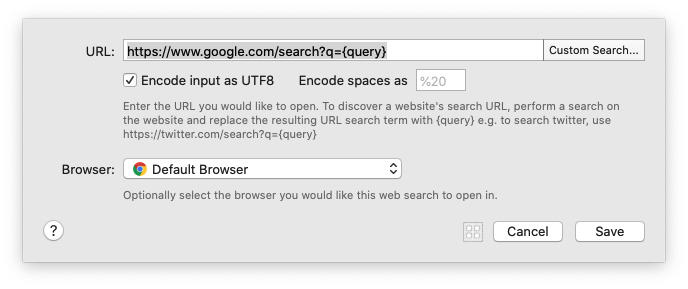 URL: https://www.google.com/search?q={query} Custom Search...
Encode input as UTF8 Encode spaces as %20
Enter the URL you would like to open. To discover a website's search URL, perform a search on
the website and replace the resulting URL search term with {query} e.g. to search twitter, use
https://twitter.com/search?q={query}
Browser: Default Browser
Optionally select the browser you would like this web search to open in.
? Cancel Save